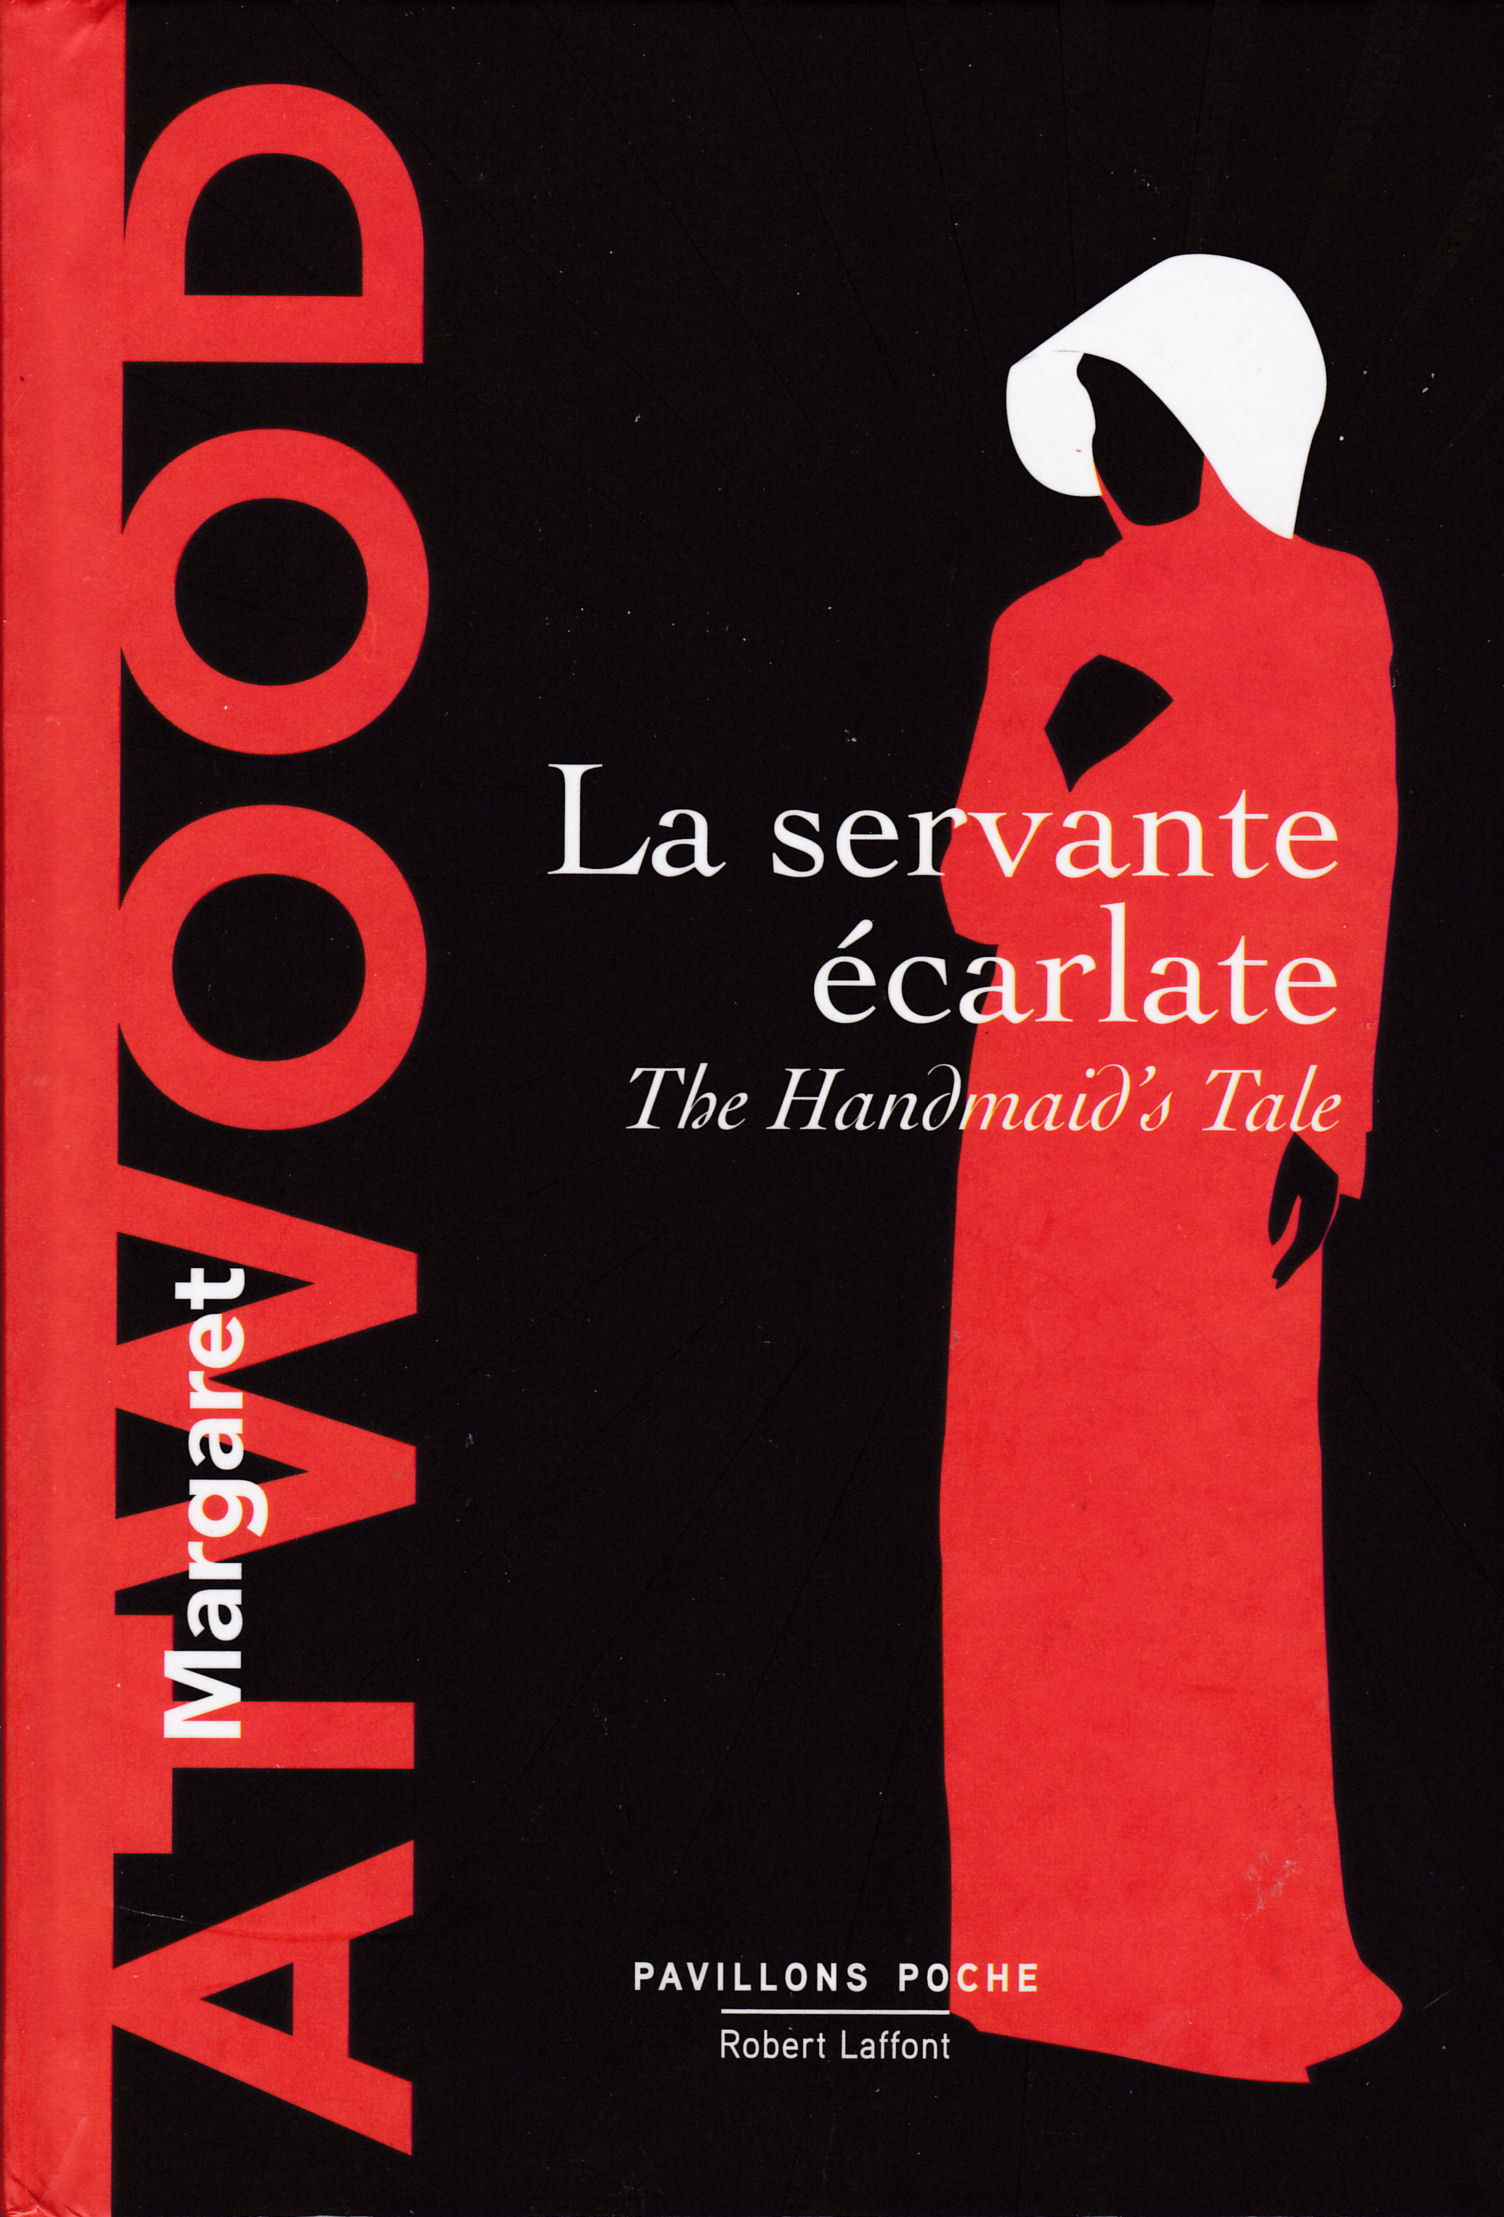 Margaret
ATWOOD
La servante
écarlate
The Handmaid's Tale
PAVILLONS POCHE
Robert Laffont